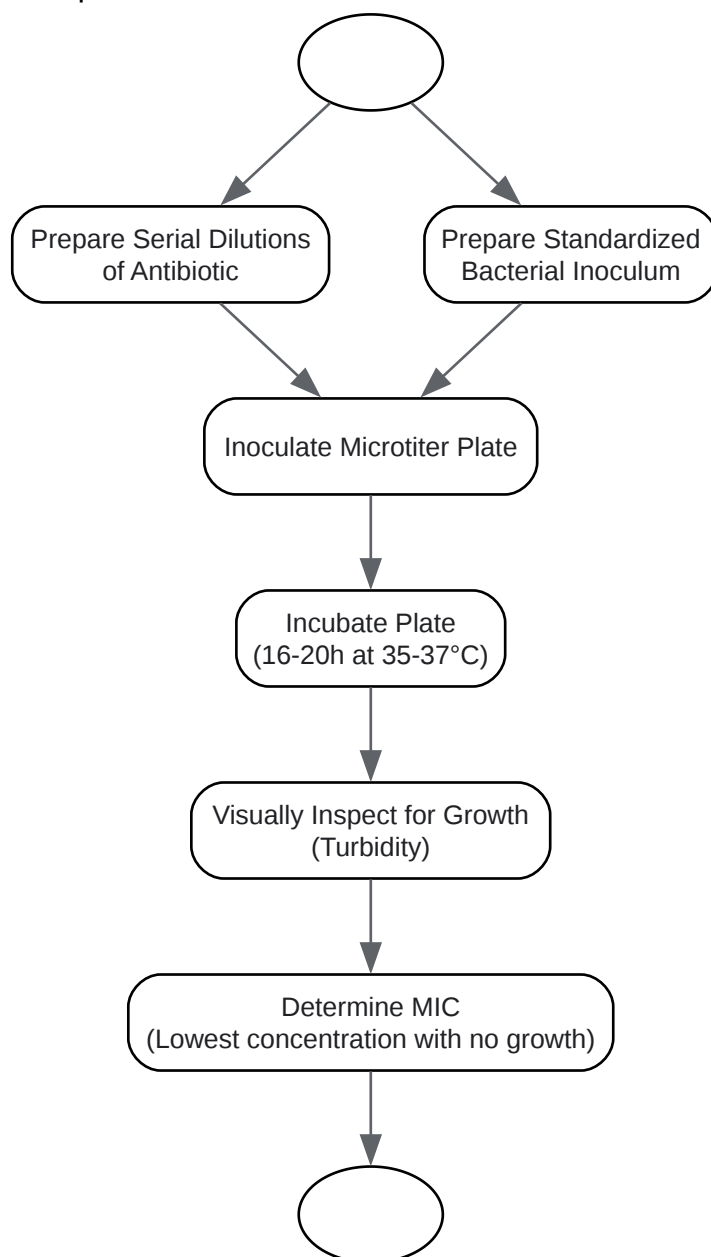 Prepare Serial Dilutions
of Antibiotic
Prepare Standardized
Bacterial Inoculum
Inoculate Microtiter Plate
Incubate Plate
(16-20h at 35-37°C)
Visually Inspect for Growth
(Turbidity)
Determine MIC
(Lowest concentration with no growth)